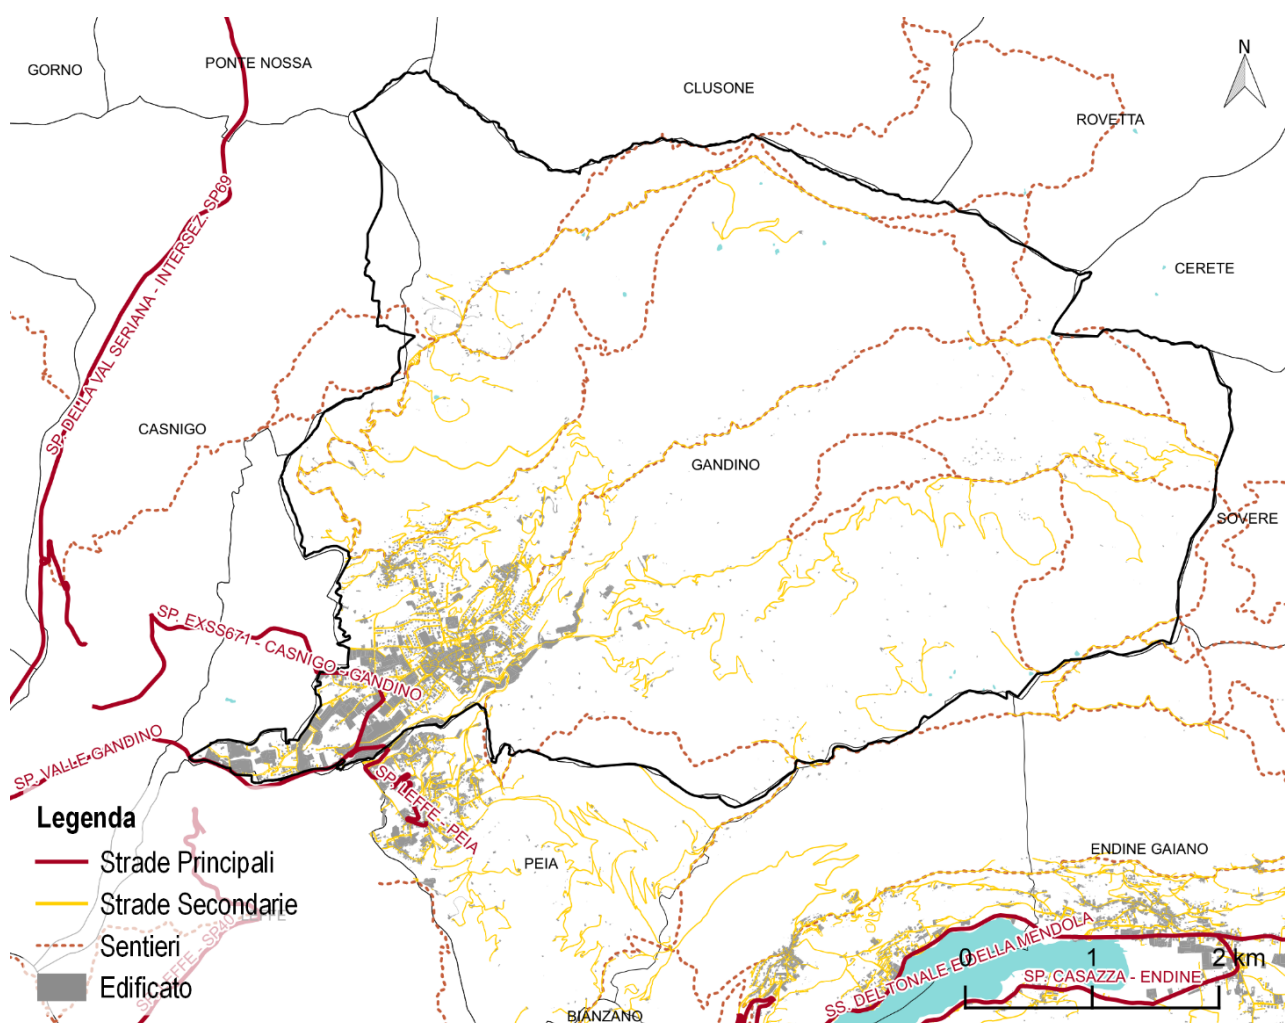 N
GORNO
PONTE NOSSA
CLUSONE
ROVETTA
CERETE
SP. DELLA VAL SERIANA - INTERSEZ. SP69
CASNIGO
GANDINO
SOVERE
SP. EXSS671 - CASNIGO - GANDINO
SP. VALLE GANDINO
SP. LEFFE - PEIA
PEIA
ENDINE GAIANO
Legenda
Strade Principali
Strade Secondarie
Sentieri
Edificato
SS. DEL TONALE E DELLA MENDOLA
SP. CASAZZA - ENDINE
0 1 2 km
BIANZANO